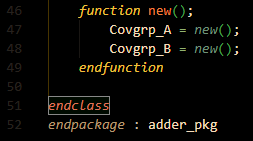 46 function new();
47 Covgrp_A = new();
48 Covgrp_B = new();
49 endfunction
50
51 endclass
52 endpackage : adder_pkg